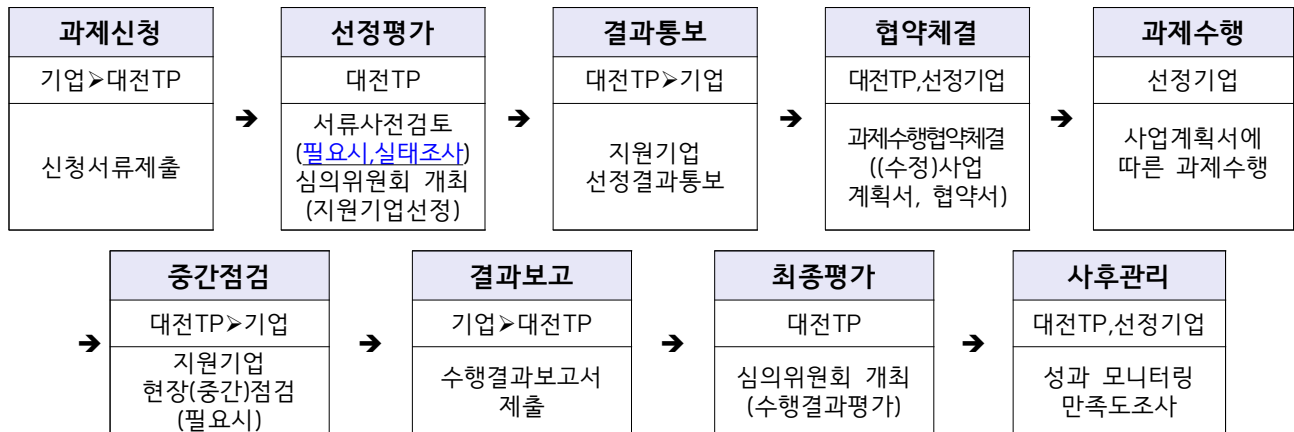 과제신청
기업➢대전TP
신청서류제출
➔
선정평가
대전TP
서류사전검토
(필요시,실태조사)
심의위원회 개최
(지원기업선정)
➔
결과통보
대전TP➢기업
지원기업
선정결과통보
➔
협약체결
대전TP,선정기업
과제수행협약체결
((수정)사업
계획서, 협약서)
➔
과제수행
선정기업
사업계획서에
따른 과제수행
➔
중간점검
대전TP➢기업
지원기업
현장(중간)점검
(필요시)
➔
결과보고
기업➢대전TP
수행결과보고서
제출
➔
최종평가
대전TP
심의위원회 개최
(수행결과평가)
➔
사후관리
대전TP,선정기업
성과 모니터링
만족도조사